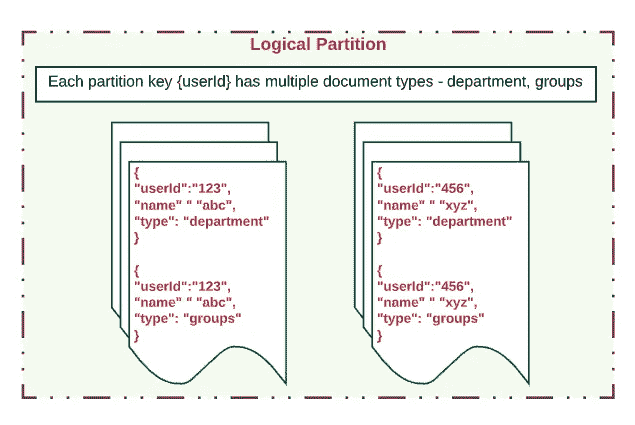 Logical Partition
Each partition key {userId} has multiple document types - department, groups
{
"userId":"123",
"name" " "abc",
"type": "department"
}
{
"userId":"123",
"name" " "abc",
"type": "groups"
}
{
"userId":"456",
"name" " "xyz",
"type": "department"
}
{
"userId":"456",
"name" " "xyz",
"type": "groups"
}